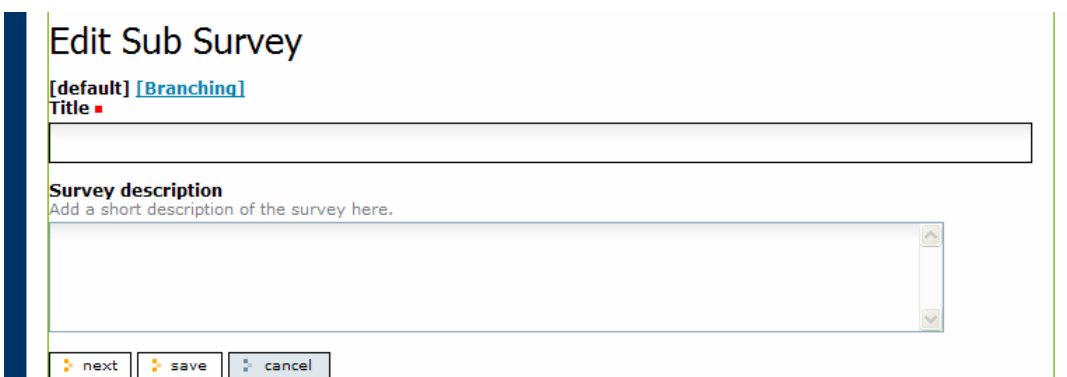 Edit Sub Survey
[default] [Branching]
Title
Survey description
Add a short description of the survey here.
next save cancel